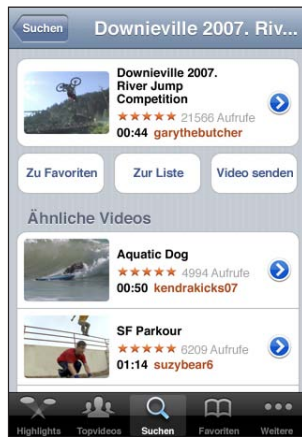 Suchen
Downieville 2007. Riv...
Downieville 2007.
River Jump
Competition
21566 Aufrufe
00:44 garythebutcher
Zu Favoriten
Zur Liste
Video senden
Ähnliche Videos
Aquatic Dog
4994 Aufrufe
00:50 kendrakicks07
SF Parkour
6209 Aufrufe
01:14 suzybear6
Highlights
Topvideos
Suchen
Favoriten
Weitere